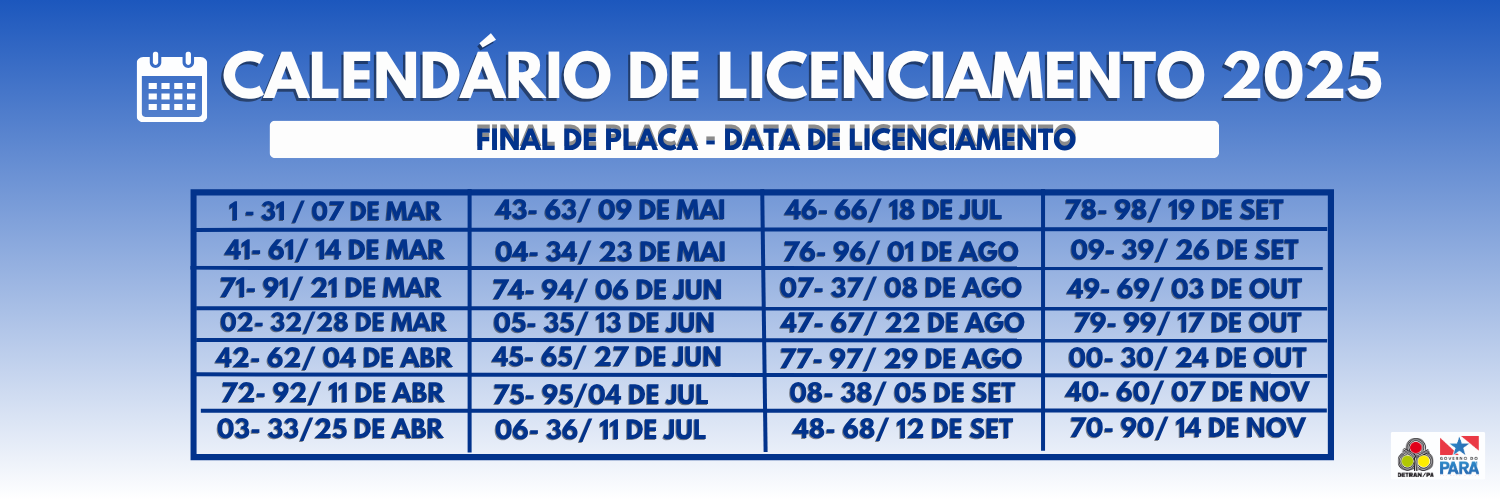 CALENDÁRIO DE LICENCIAMENTO 2025
FINAL DE PLACA - DATA DE LICENCIAMENTO
1 - 31 / 07 DE MAR
41- 61/ 14 DE MAR
71- 91/ 21 DE MAR
02- 32/28 DE MAR
42- 62/ 04 DE ABR
72- 92/ 11 DE ABR
03- 33/25 DE ABR
43- 63/ 09 DE MAI
04- 34/ 23 DE MAI
74- 94/ 06 DE JUN
05- 35/ 13 DE JUN
45- 65/ 27 DE JUN
75- 95/04 DE JUL
06- 36/ 11 DE JUL
46- 66/ 18 DE JUL
76- 96/ 01 DE AGO
07- 37/ 08 DE AGO
47- 67/ 22 DE AGO
77- 97/ 29 DE AGO
08- 38/ 05 DE SET
48- 68/ 12 DE SET
78- 98/ 19 DE SET
09- 39/ 26 DE SET
49- 69/ 03 DE OUT
79- 99/ 17 DE OUT
00- 30/ 24 DE OUT
40- 60/ 07 DE NOV
70- 90/ 14 DE NOV
DETRAN/PA
GOVERNO DO
PARÁ